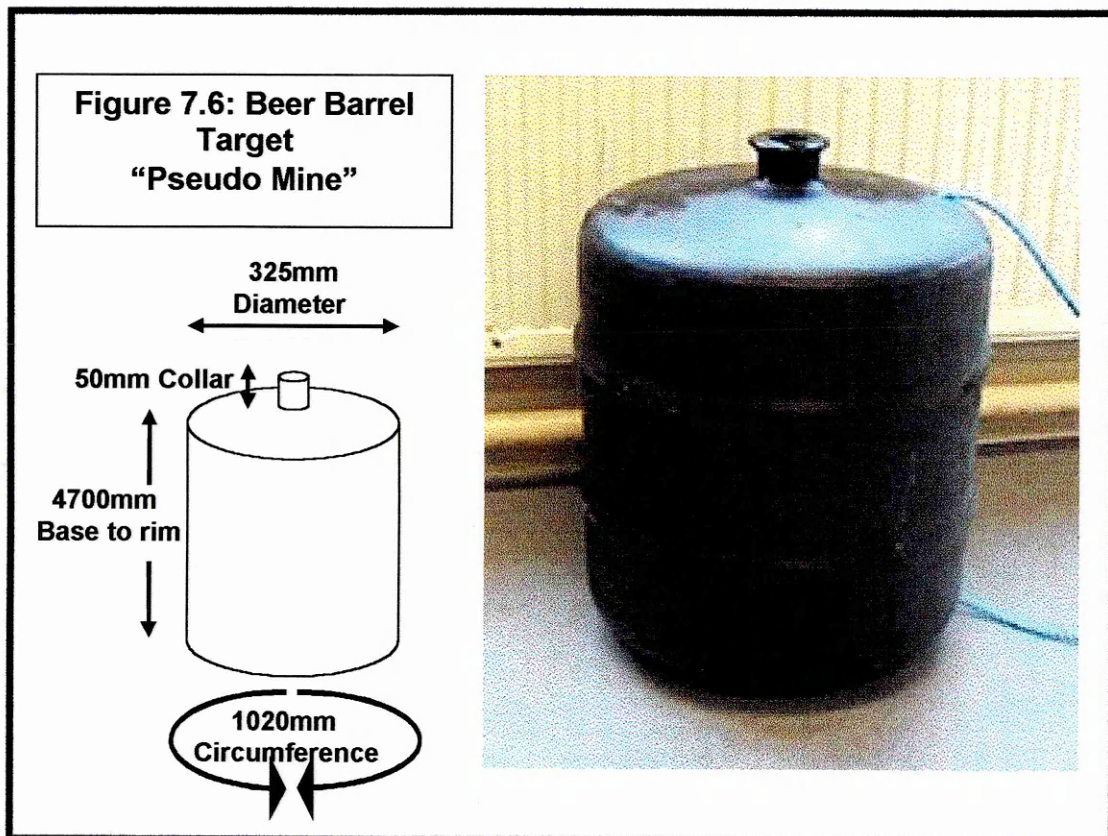 Figure 7.6: Beer Barrel
Target
“Pseudo Mine”
325mm
Diameter
50mm Collar
4700mm
Base to rim
1020mm
Circumference